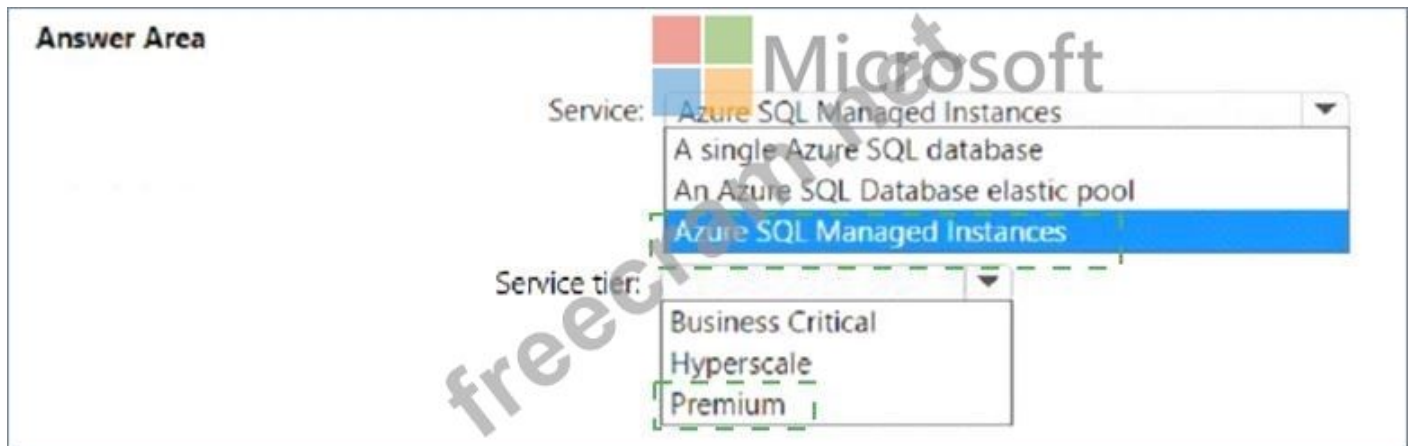 Answer Area
Microsoft
Service: Azure SQL Managed Instances
A single Azure SQL database
An Azure SQL Database elastic pool
Azure SQL Managed Instances
Service tier:
Business Critical
Hyperscale
Premium
freecram.net